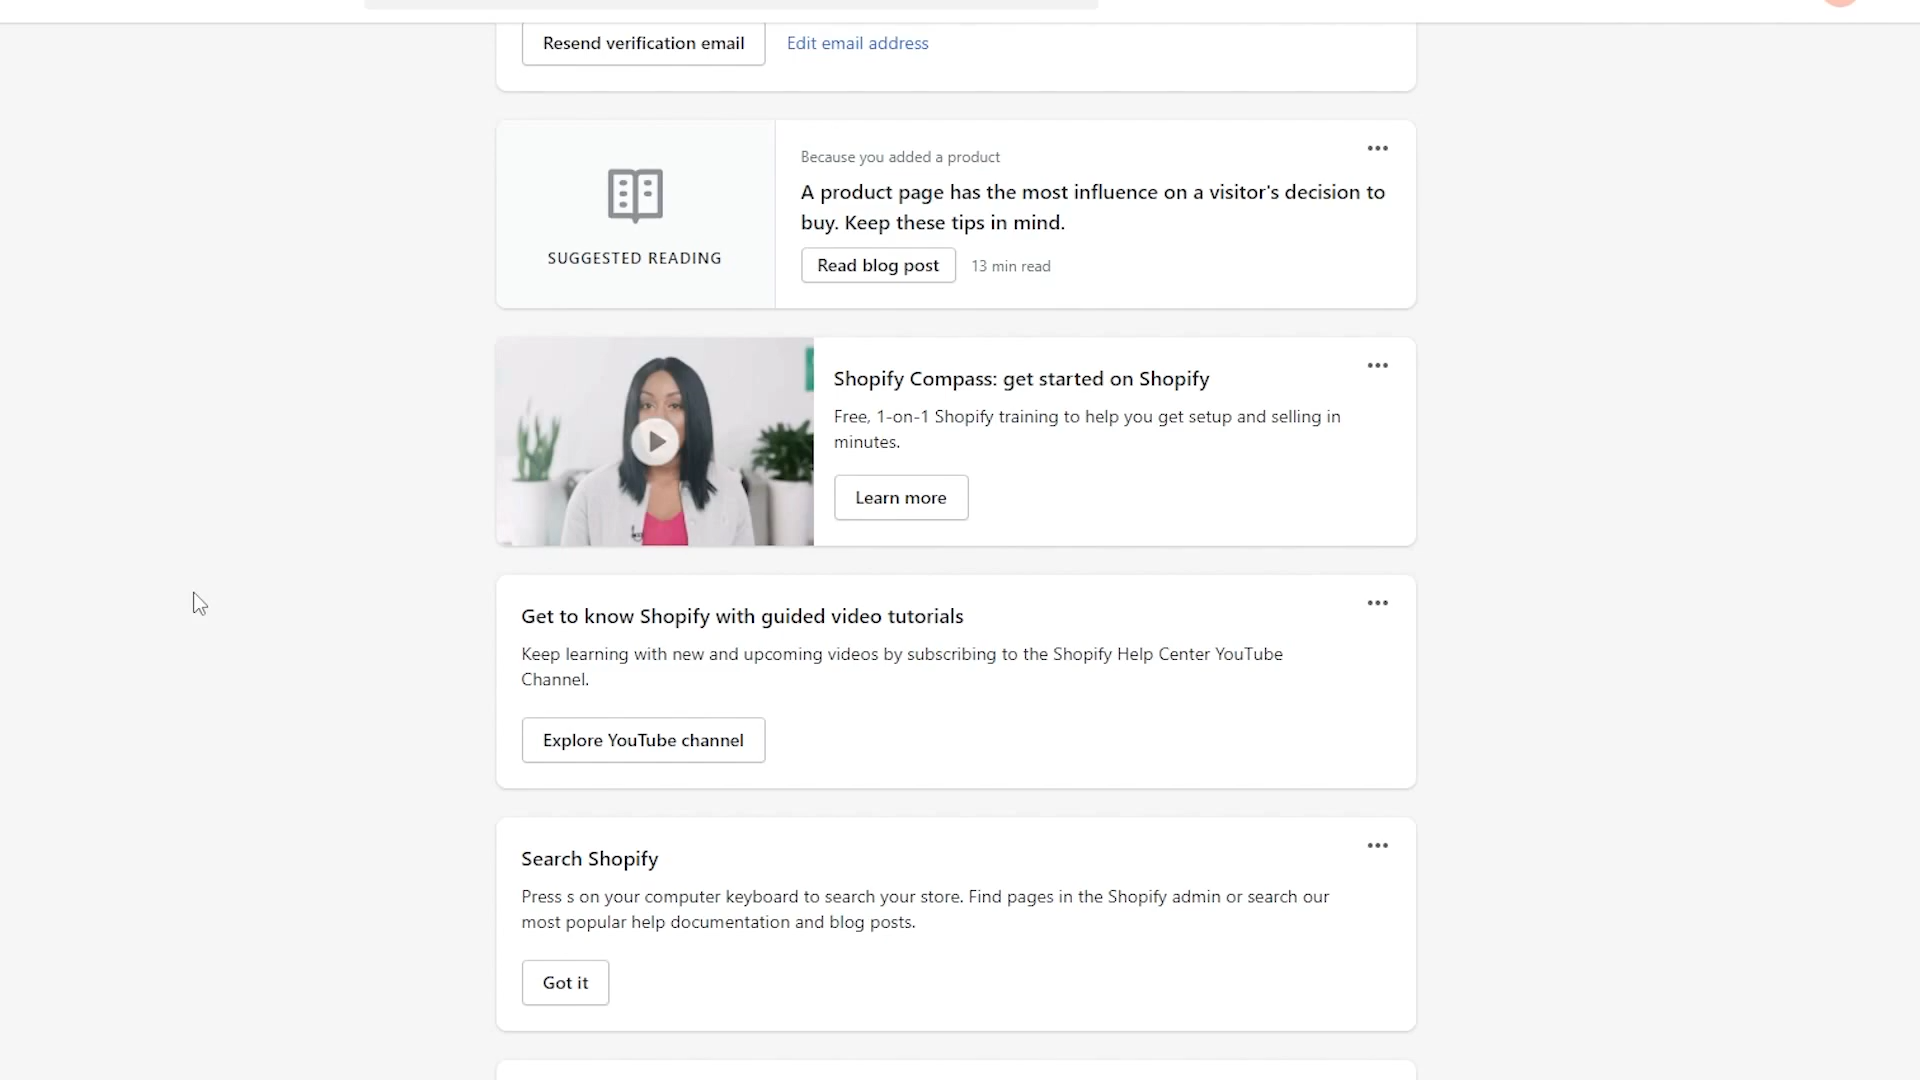 Resend verification email
Edit email address
Because you added a product
A product page has the most influence on a visitor's decision to
buy. Keep these tips in mind.
SUGGESTED READING
Read blog post
13 min read
Shopify Compass: get started on Shopify
Free, 1-on-1 Shopify training to help you get setup and selling in
minutes.
Learn more
Get to know Shopify with guided video tutorials
Keep learning with new and upcoming videos by subscribing to the Shopify Help Center YouTube
Channel.
Explore YouTube channel
Search Shopify
Press s on your computer keyboard to search your store. Find pages in the Shopify admin or search our
most popular help documentation and blog posts.
Got it